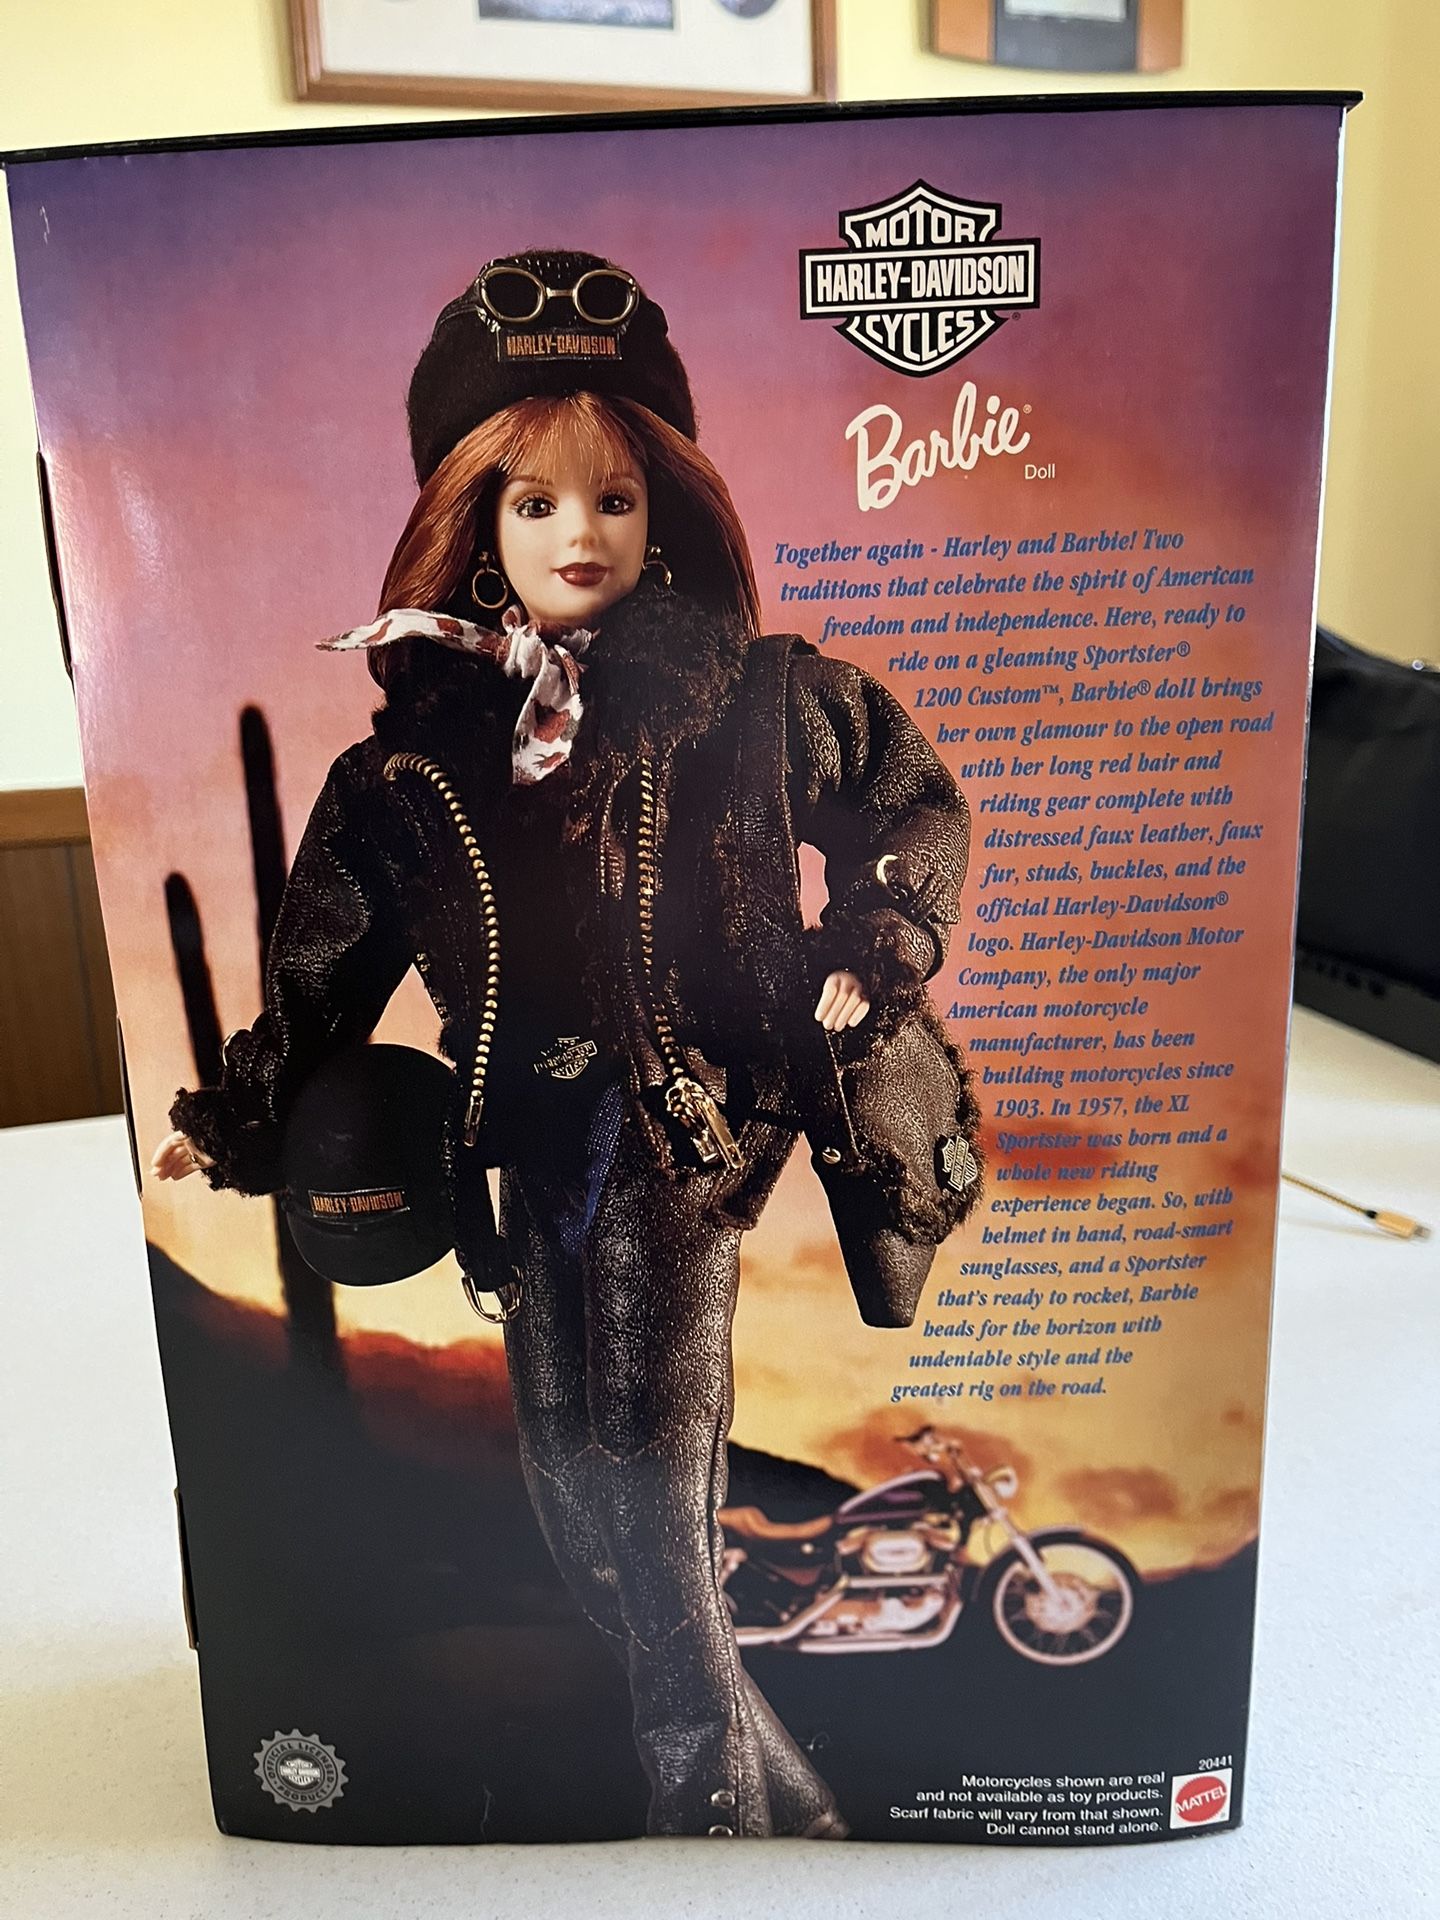 MOTOR
HARLEY-DAVIDSON
CYCLES
®
Barbie®
Doll
HARLEY-DAVIDSON
Together again - Harley and Barbie! Two
traditions that celebrate the spirit of American
freedom and independence. Here, ready to
ride on a gleaming Sportster®
1200 Custom™, Barbie® doll brings
her own glamour to the open road
with her long red hair and
riding gear complete with
distressed faux leather, faux
fur, studs, buckles, and the
official Harley-Davidson®
logo. Harley-Davidson Motor
Company, the only major
American motorcycle
manufacturer, has been
building motorcycles since
1903. In 1957, the XL
Sportster was born and a
whole new riding
experience began. So, with
helmet in hand, road-smart
sunglasses, and a Sportster
that's ready to rocket, Barbie
heads for the horizon with
undeniable style and the
greatest rig on the road.
HARLEY-DAVIDSON
OFFICIAL LICENSED
PRODUCT
MOTOR
HARLEY-DAVIDSON
CYCLES
20441
Motorcycles shown are real
and not available as toy products.
Scarf fabric will vary from that shown.
Doll cannot stand alone.
MATTEL